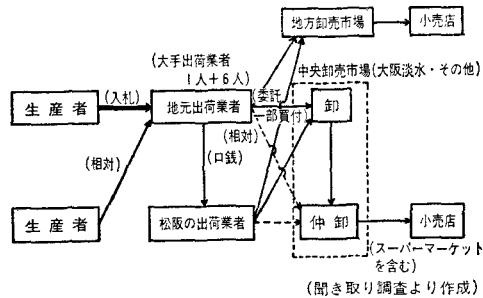 地方卸売市場
小売店
(大手出荷業者
1人+6人)
中央卸売市場(大阪淡水・その他)
生産者
(入札)
地元出荷業者
(委託
一部買付)
卸
(相対)
(相対)
(口銭)
生産者
松阪の出荷業者
仲卸
小売店
(スーパーマーケット
を含む)
(聞き取り調査より作成)